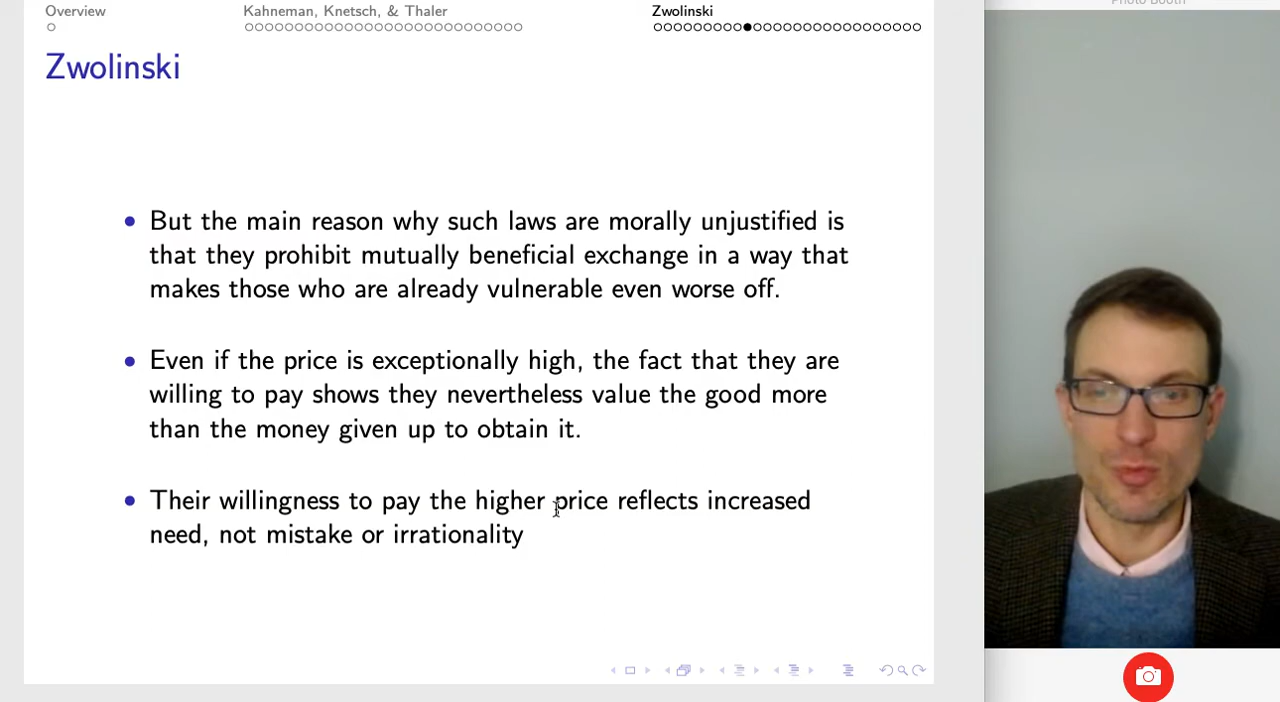 Overview
Kahneman, Knetsch, & Thaler
Zwolinski
Photo Booth
Zwolinski
But the main reason why such laws are morally unjustified is
that they prohibit mutually beneficial exchange in a way that
makes those who are already vulnerable even worse off.
Even if the price is exceptionally high, the fact that they are
willing to pay shows they nevertheless value the good more
than the money given up to obtain it.
Their willingness to pay the higher price reflects increased
need, not mistake or irrationality